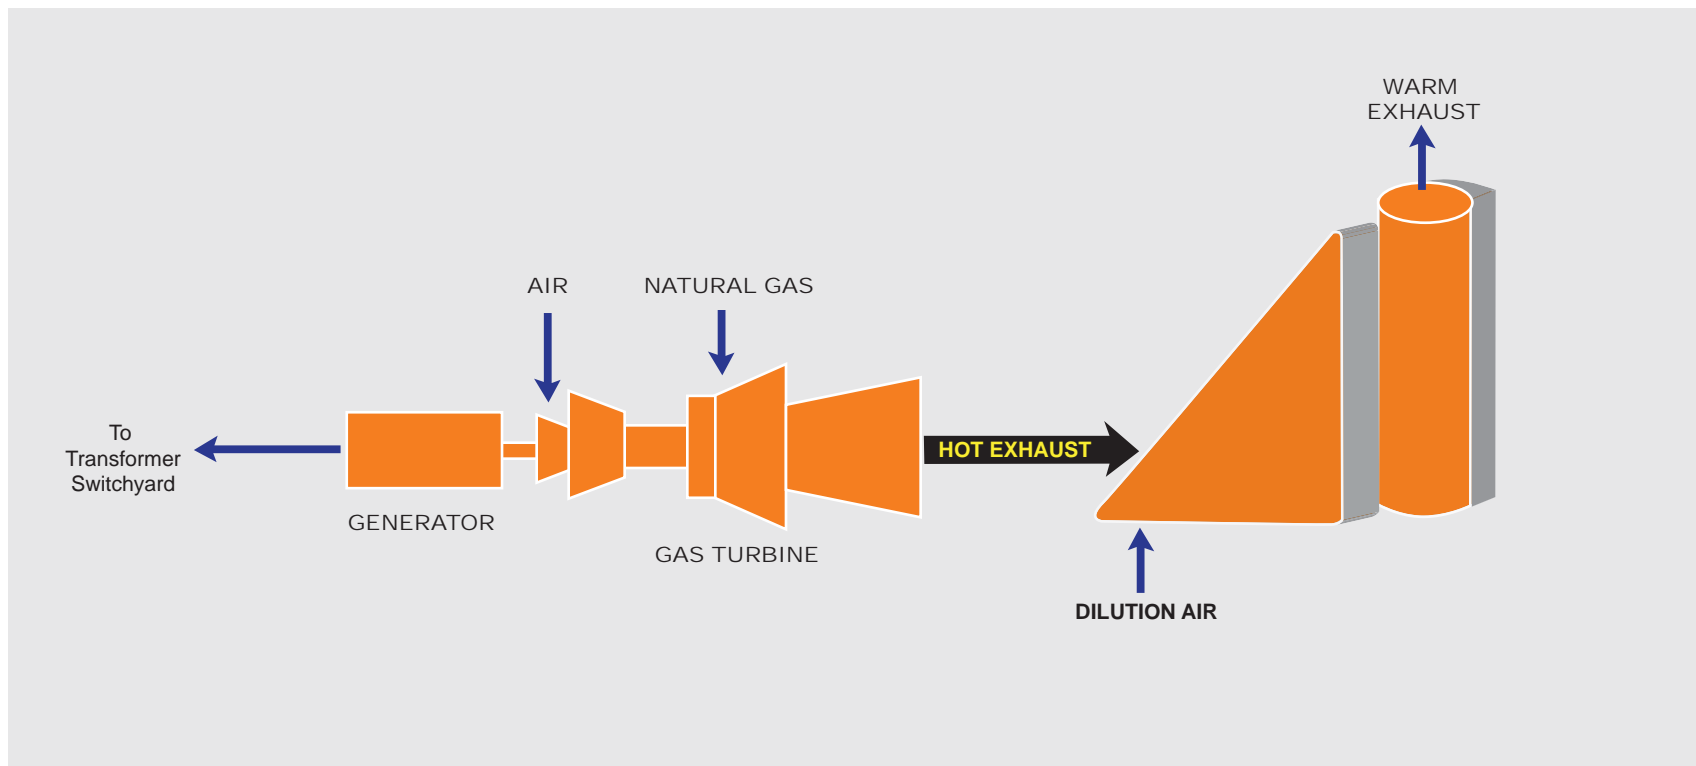 WARM
EXHAUST
AIR
NATURAL GAS
To
Transformer
Switchyard
HOT EXHAUST
GENERATOR
GAS TURBINE
DILUTION AIR